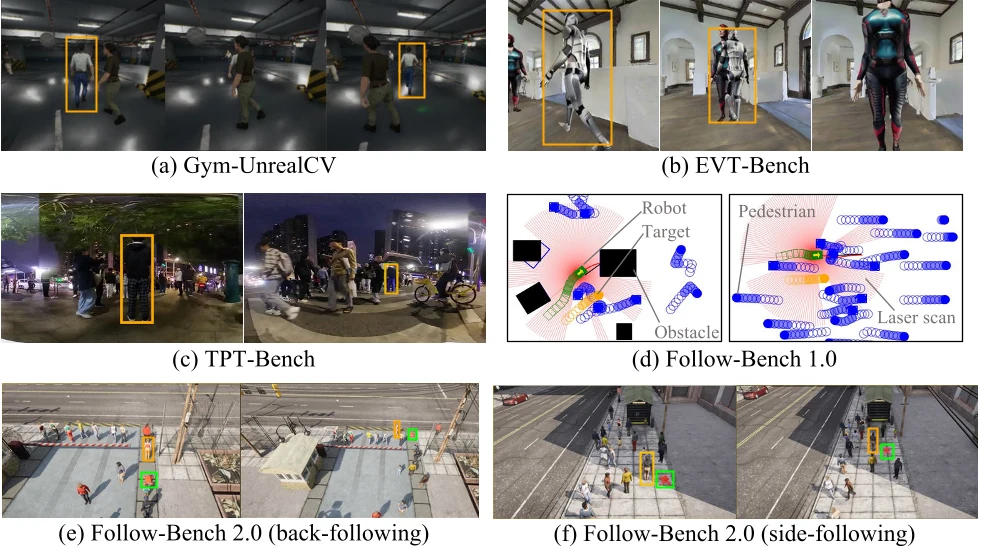 (a) Gym-UnrealCV
(b) EVT-Bench
Robot
Target
Obstacle
Pedestrian
Laser scan
(c) TPT-Bench
(d) Follow-Bench 1.0
(e) Follow-Bench 2.0 (back-following)
(f) Follow-Bench 2.0 (side-following)